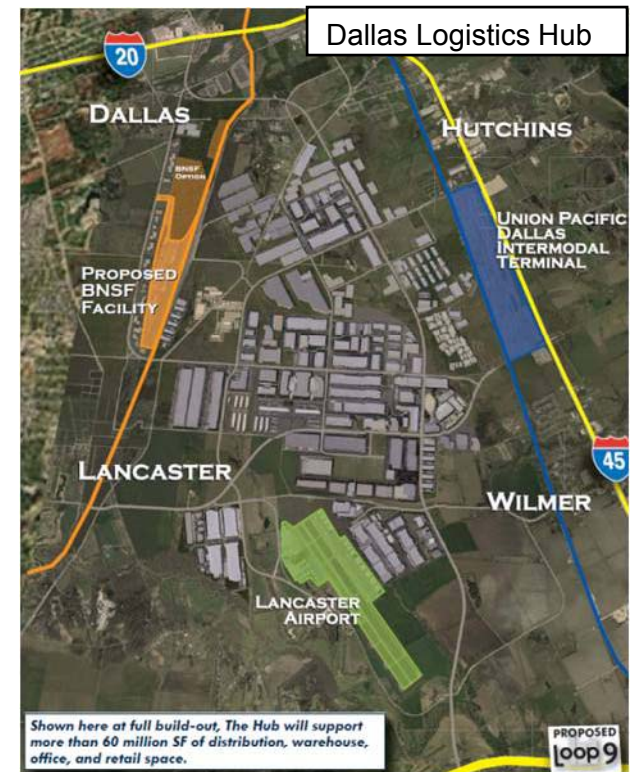 Dallas Logistics Hub
20
DALLAS
HUTCHINS
BNSF
OPTION
UNION PACIFIC
DALLAS
INTERMODAL
TERMINAL
PROPOSED
BNSF
FACILITY
45
LANCASTER
WILMER
LANCASTER
AIRPORT
Shown here at full build-out, The Hub will support
more than 60 million SF of distribution, warehouse,
office, and retail space.
PROPOSED
Loop 9